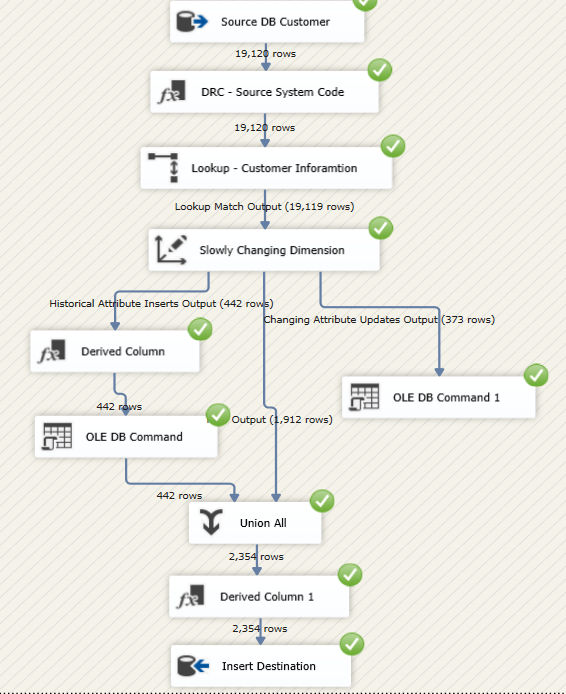 Source DB Customer
19,120 rows
DRC - Source System Code
19,120 rows
Lookup - Customer Inforamtion
Lookup Match Output (19,119 rows)
Slowly Changing Dimension
Historical Attribute Inserts Output (442 rows)
Changing Attribute Updates Output (373 rows)
Derived Column
OLE DB Command 1
442 rows
Output (1,912 rows)
OLE DB Command
442 rows
Union All
2,354 rows
Derived Column 1
2,354 rows
Insert Destination